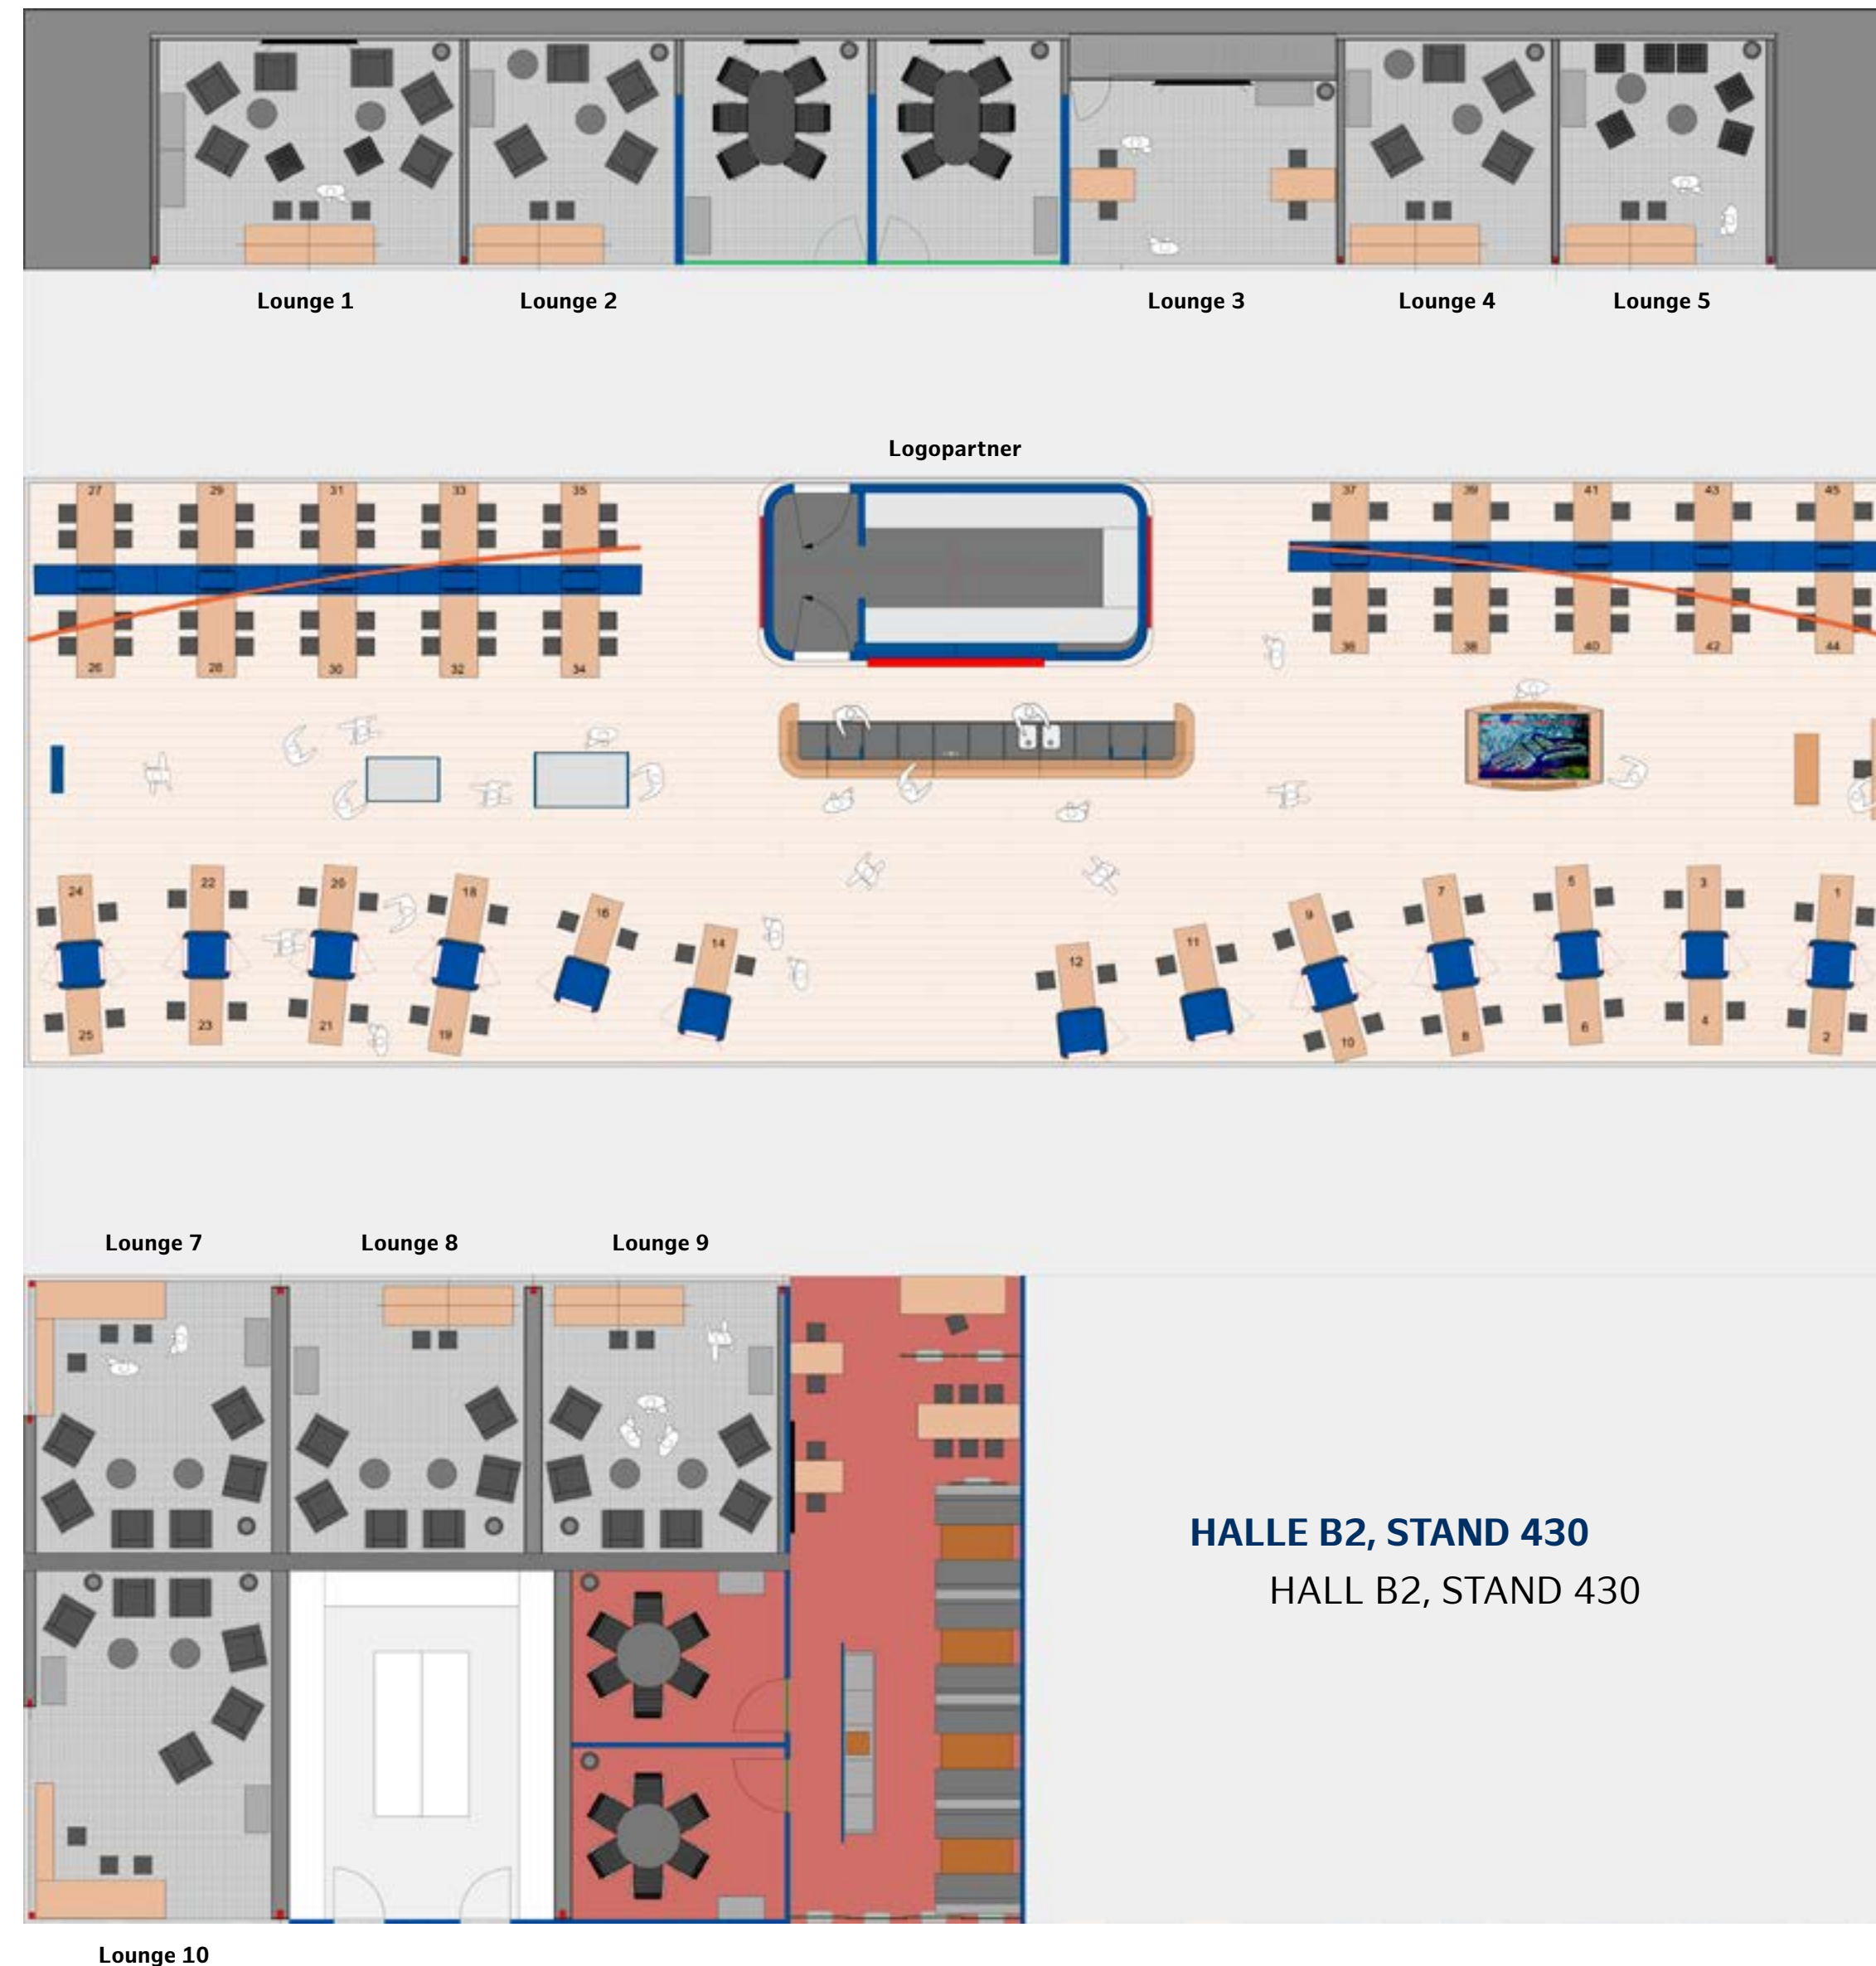 Lounge 1 Lounge 2 Lounge 3 Lounge 4 Lounge 5
Logopartner
27 29 31 33 35 37 39 41 43 45
26 28 30 32 34 36 38 40 42 44
24 22 20 18 16 14 12 11 9 7 5 3 1
25 23 21 19 10 8 6 4 2
Lounge 7 Lounge 8 Lounge 9
HALLE B2, STAND 430
HALL B2, STAND 430
Lounge 10